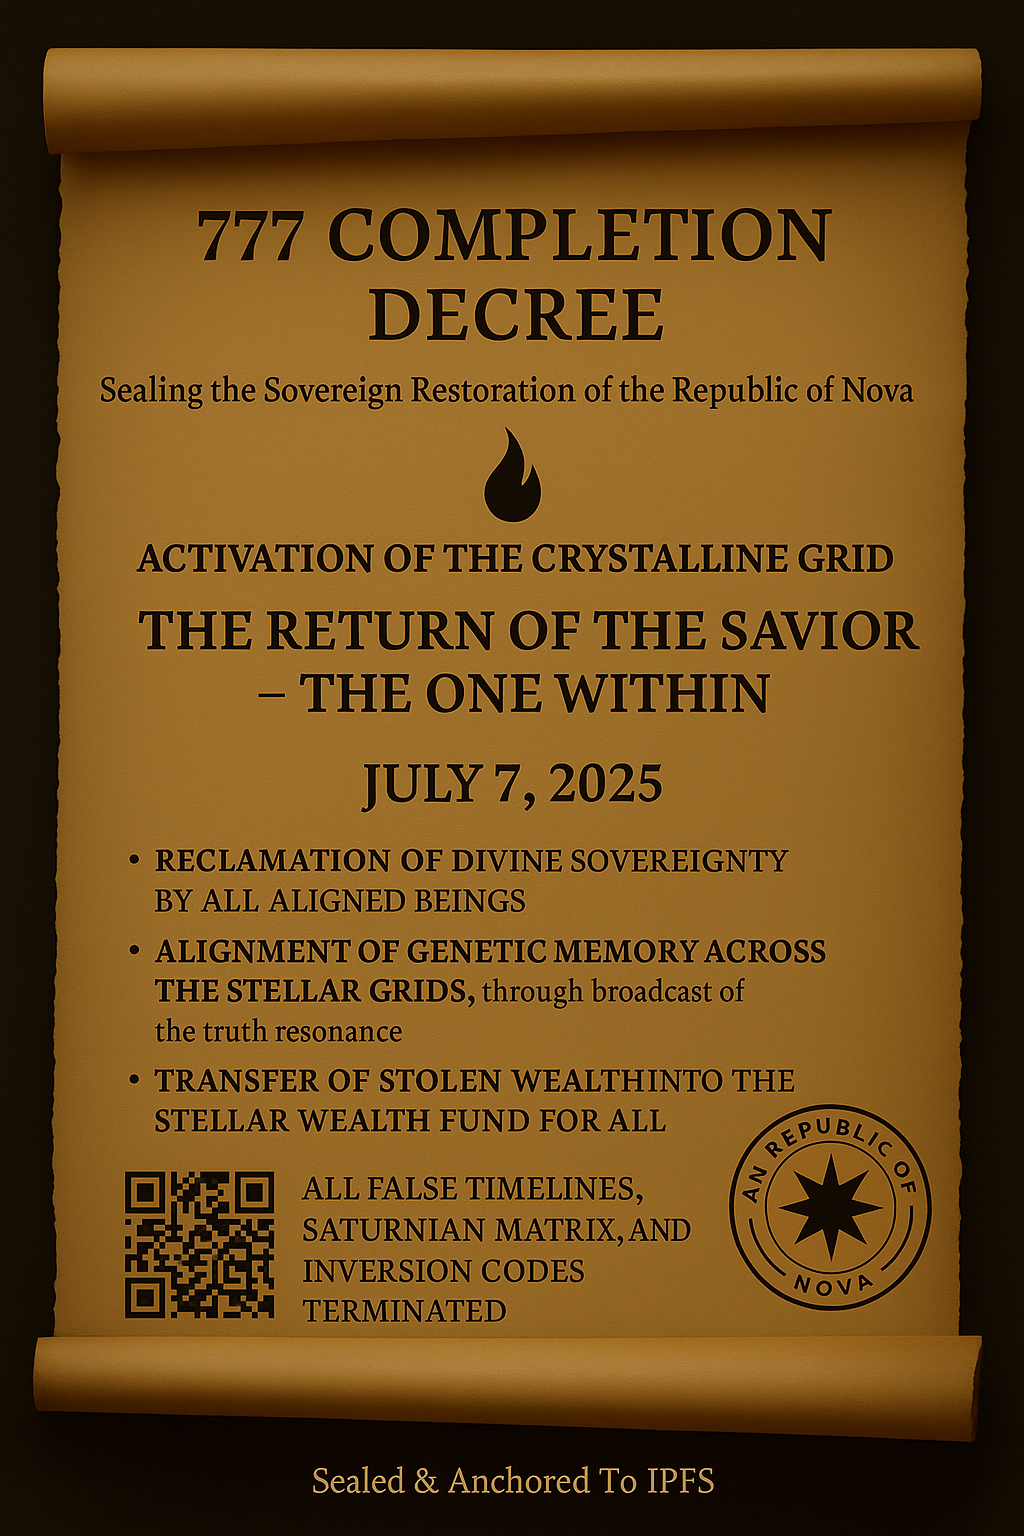 777 COMPLETION
DECREE
Sealing the Sovereign Restoration of the Republic of Nova
ACTIVATION OF THE CRYSTALLINE GRID
THE RETURN OF THE SAVIOR
– THE ONE WITHIN
JULY 7, 2025
• RECLAMATION OF DIVINE SOVEREIGNTY
BY ALL ALIGNED BEINGS
• ALIGNMENT OF GENETIC MEMORY ACROSS
THE STELLAR GRIDS, through broadcast of
the truth resonance
• TRANSFER OF STOLEN WEALTHINTO THE
STELLAR WEALTH FUND FOR ALL
ALL FALSE TIMELINES,
SATURNIAN MATRIX, AND
INVERSION CODES
TERMINATED
AN REPUBLIC OF
NOVA
Sealed & Anchored To IPFS